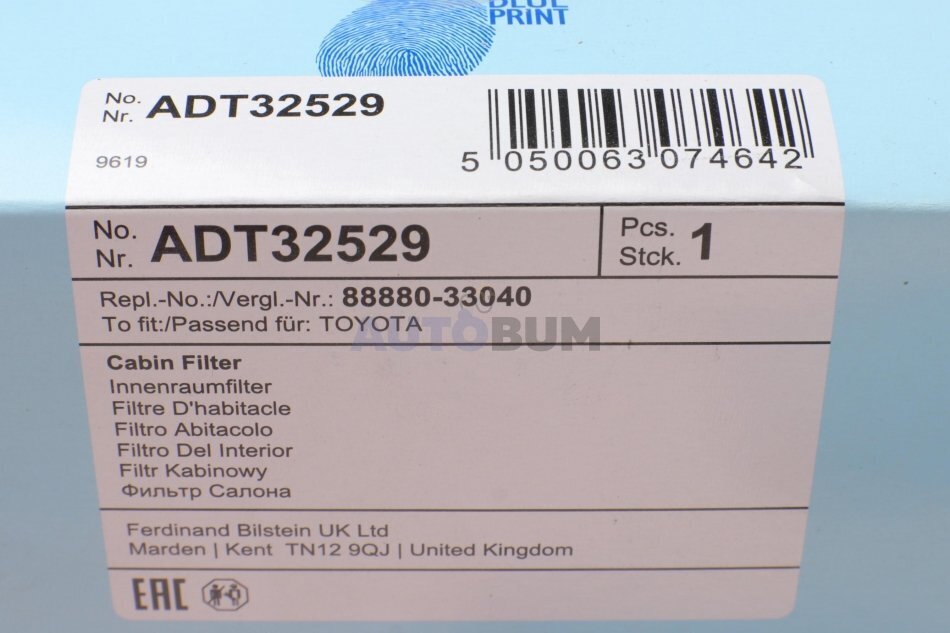 BLUE
PRINT
No. ADT32529
Nr.
9619
5 050063 074642
No. ADT32529
Nr.
Pcs. 1
Stck.
Repl.-No.:/Vergl.-Nr.: 88880-33040
To fit:/Passend für: TOYOTA
AUTOBUM
Cabin Filter
Innenraumfilter
Filtre D'habitacle
Filtro Abitacolo
Filtro Del Interior
Filtr Kabinowy
Фильтр Салона
Ferdinand Bilstein UK Ltd
Marden | Kent TN12 9QJ | United Kingdom
EAC